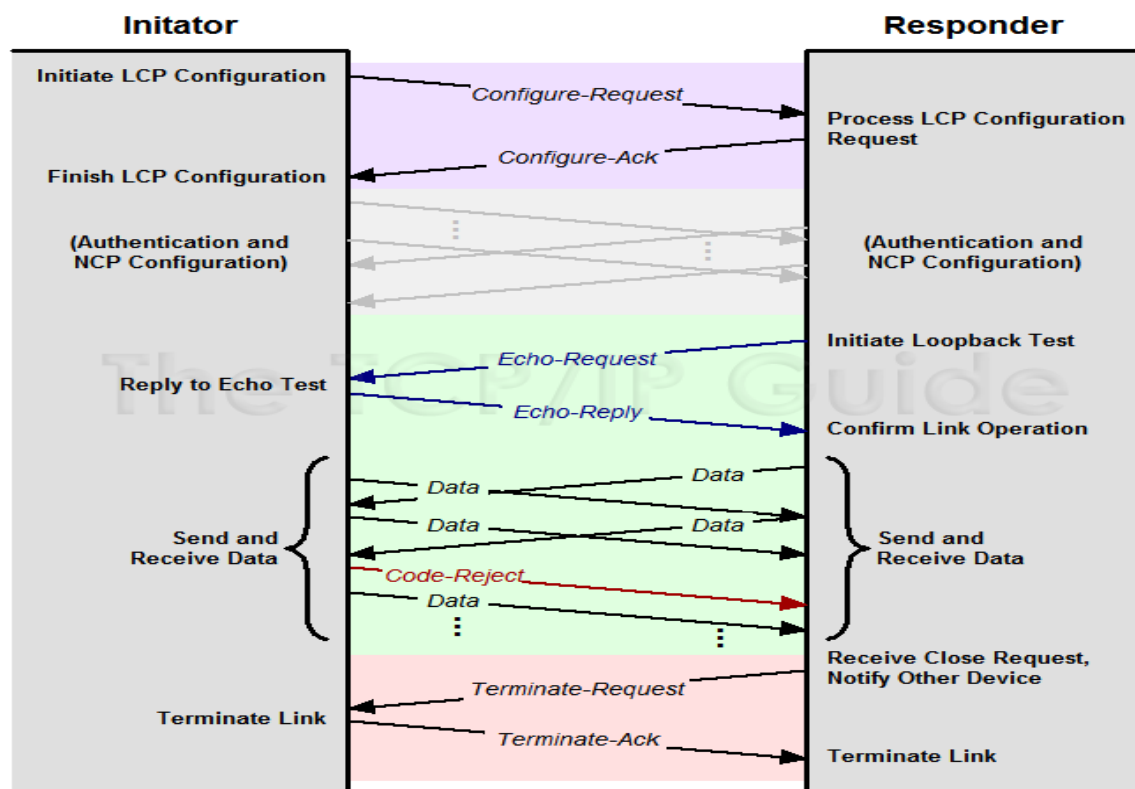 Initator
Responder
Initiate LCP Configuration
Configure-Request
Process LCP Configuration
Request
Configure-Ack
Finish LCP Configuration
(Authentication and
NCP Configuration)
(Authentication and
NCP Configuration)
The TCP/IP Guide
Initiate Loopback Test
Echo-Request
Reply to Echo Test
Echo-Reply
Confirm Link Operation
Data
Data
Data
Data
Send and
Receive Data
Send and
Receive Data
Code-Reject
Data
Receive Close Request,
Notify Other Device
Terminate-Request
Terminate Link
Terminate-Ack
Terminate Link